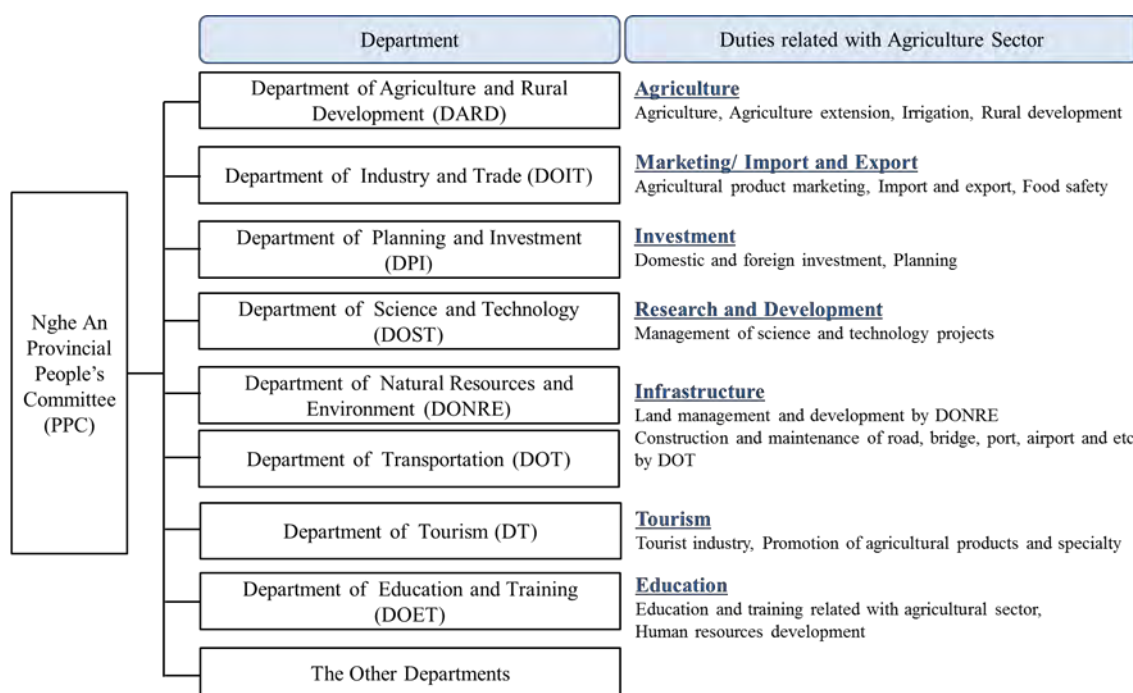 Department
Duties related with Agriculture Sector
Nghe An
Provincial
People's
Committee
(PPC)
Department of Agriculture and Rural
Development (DARD)
Agriculture
Agriculture, Agriculture extension, Irrigation, Rural development
Department of Industry and Trade (DOIT)
Marketing/ Import and Export
Agricultural product marketing, Import and export, Food safety
Department of Planning and Investment
(DPI)
Investment
Domestic and foreign investment, Planning
Department of Science and Technology
(DOST)
Research and Development
Management of science and technology projects
Department of Natural Resources and
Environment (DONRE)
Department of Transportation (DOT)
Infrastructure
Land management and development by DONRE
Construction and maintenance of road, bridge, port, airport and etc
by DOT
Department of Tourism (DT)
Tourism
Tourist industry, Promotion of agricultural products and specialty
Department of Education and Training
(DOET)
Education
Education and training related with agricultural sector,
Human resources development
The Other Departments